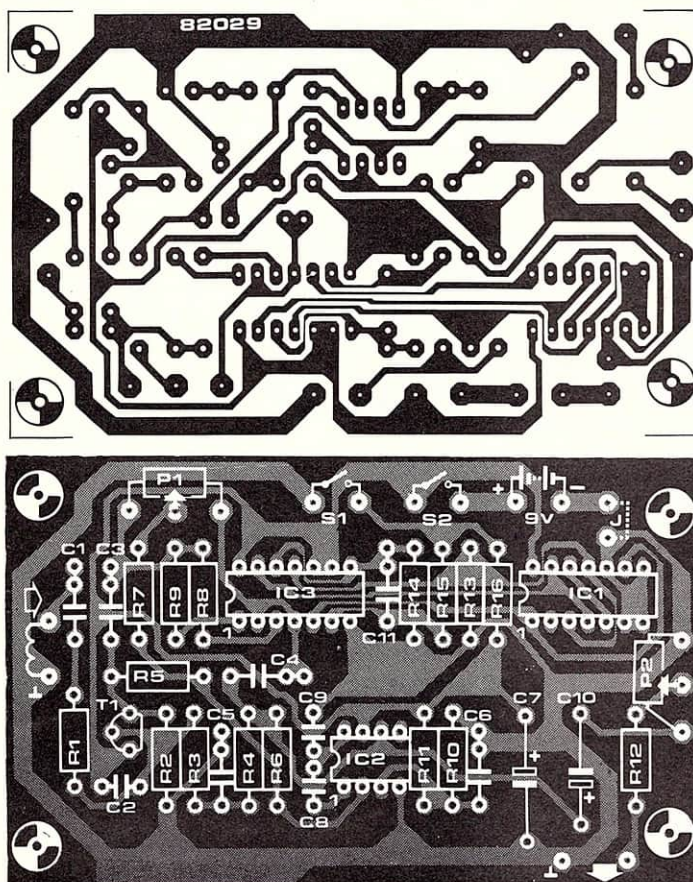 82029
P1
S1
S2
+
−
9V
J
C1
C3
R7
R9
R8
IC3
R14
R15
R13
R16
IC1
1
C11
1
R5
C4
P2
T1
C9
C7
C10
R1
R2
R3
C5
R4
R6
IC2
R11
R10
C6
R12
+
+
C2
1
C8